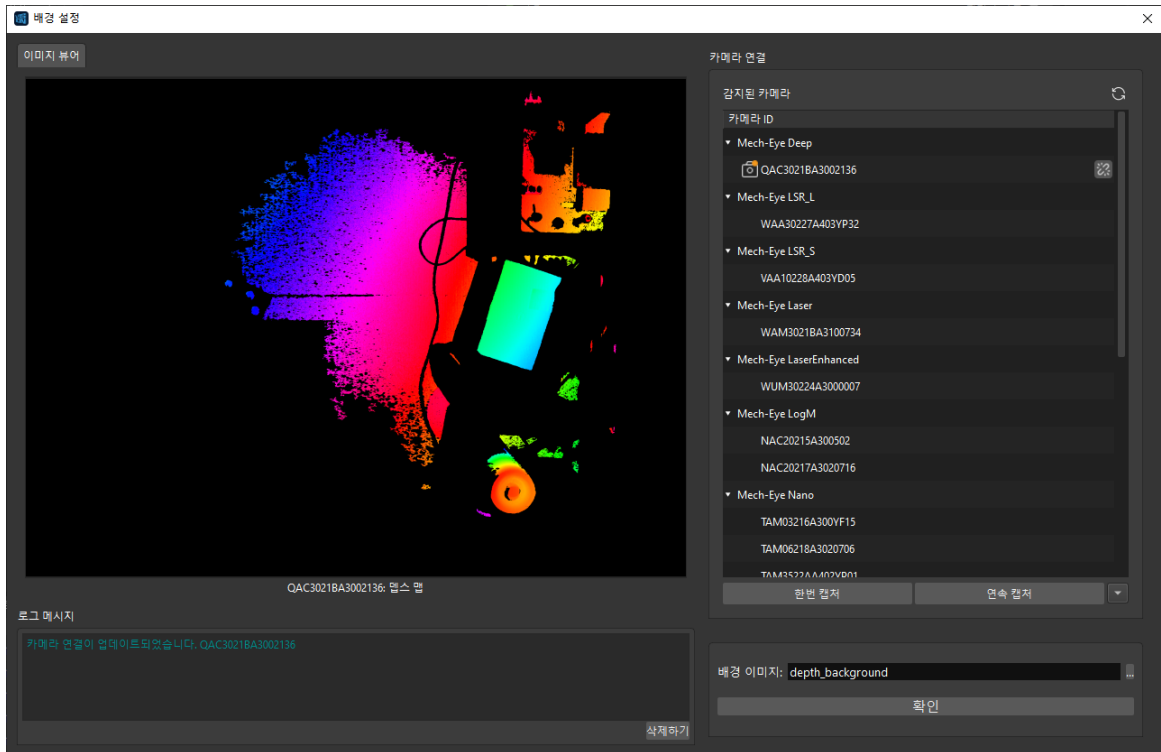 배경 설정
이미지 뷰어
QAC3021BA3002136: 뎁스 맵
로그 메시지
카메라 연결이 업데이트되었습니다. QAC3021BA3002136
삭제하기
카메라 연결
감지된 카메라
카메라 ID
Mech-Eye Deep
QAC3021BA3002136
Mech-Eye LSR_L
WAA30227A403YP32
Mech-Eye LSR_S
VAA10228A403YD05
Mech-Eye Laser
WAM3021BA3100734
Mech-Eye LaserEnhanced
WUM30224A3000007
Mech-Eye LogM
NAC20215A300502
NAC20217A3020716
Mech-Eye Nano
TAM03216A300YF15
TAM06218A3020706
TAM3522AA402YP01
한번 캡처
연속 캡처
배경 이미지: depth_background
...
확인